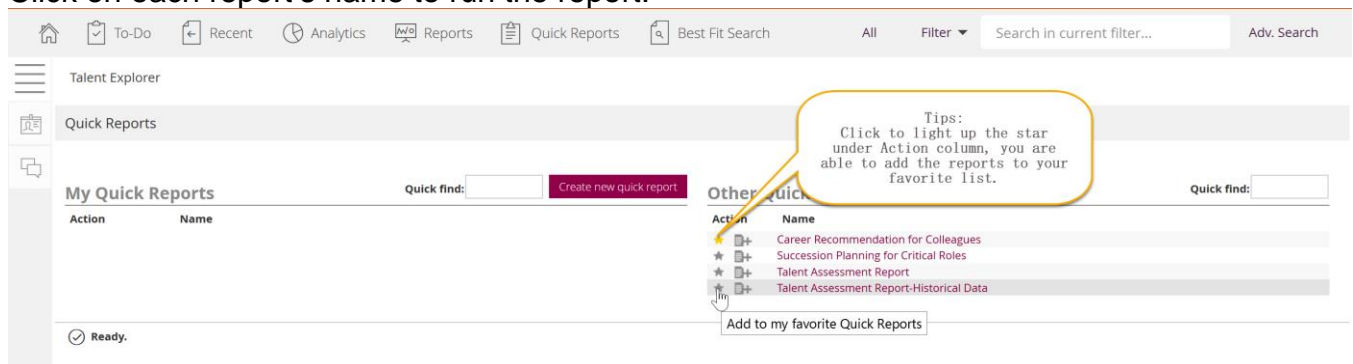 Click on each report's name to run the report.
To-Do Recent Analytics Reports Quick Reports Best Fit Search All Filter Search in current filter... Adv. Search
Talent Explorer
Quick Reports
Tips:
Click to light up the star
under Action column, you are
able to add the reports to your
favorite list.
My Quick Reports Quick find: Create new quick report
Action Name
Other Quick Quick find:
Action Name
Career Recommendation for Colleagues
Succession Planning for Critical Roles
Talent Assessment Report
Talent Assessment Report-Historical Data
Add to my favorite Quick Reports
Ready.